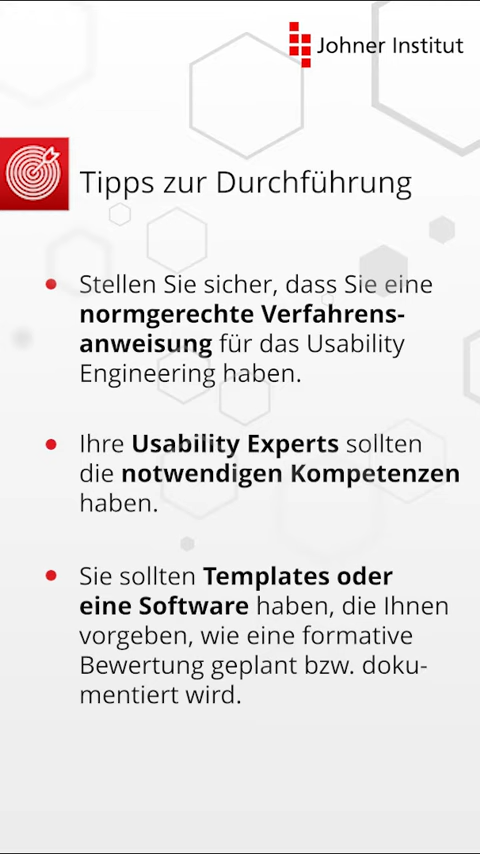 Johner Institut
Tipps zur Durchführung
Stellen Sie sicher, dass Sie eine
normgerechte Verfahrens-
anweisung für das Usability
Engineering haben.
Ihre Usability Experts sollten
die notwendigen Kompetenzen
haben.
Sie sollten Templates oder
eine Software haben, die Ihnen
vorgeben, wie eine formative
Bewertung geplant bzw. doku-
mentiert wird.